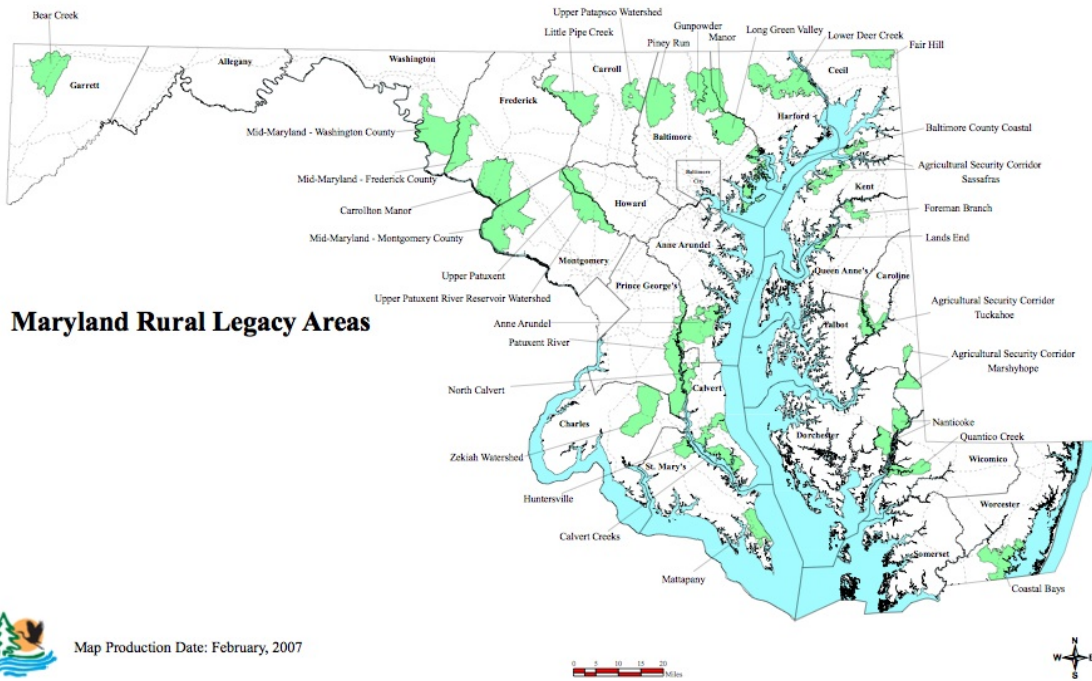 Bear Creek
Upper Patapsco Watershed
Little Pipe Creek
Piney Run
Gunpowder
Manor
Long Green Valley
Lower Deer Creek
Fair Hill
Garrett
Allegany
Washington
Frederick
Carroll
Baltimore
Harford
Cecil
Mid-Maryland - Washington County
Mid-Maryland - Frederick County
Carrollton Manor
Mid-Maryland - Montgomery County
Upper Patuxent
Upper Patuxent River Reservoir Watershed
Baltimore
City
Howard
Montgomery
Anne Arundel
Prince George's
Kent
Queen Anne's
Caroline
Talbot
Baltimore County Coastal
Agricultural Security Corridor
Sassafras
Foreman Branch
Lands End
Agricultural Security Corridor
Tuckahoe
Agricultural Security Corridor
Marshyhope
Maryland Rural Legacy Areas
Anne Arundel
Patuxent River
North Calvert
Calvert
Charles
Zekiah Watershed
St. Mary's
Huntersville
Calvert Creeks
Mattapany
Dorchester
Nanticoke
Quantico Creek
Wicomico
Worcester
Somerset
Coastal Bays
Map Production Date: February, 2007
0 5 10 15 20
Miles
N
W E
S